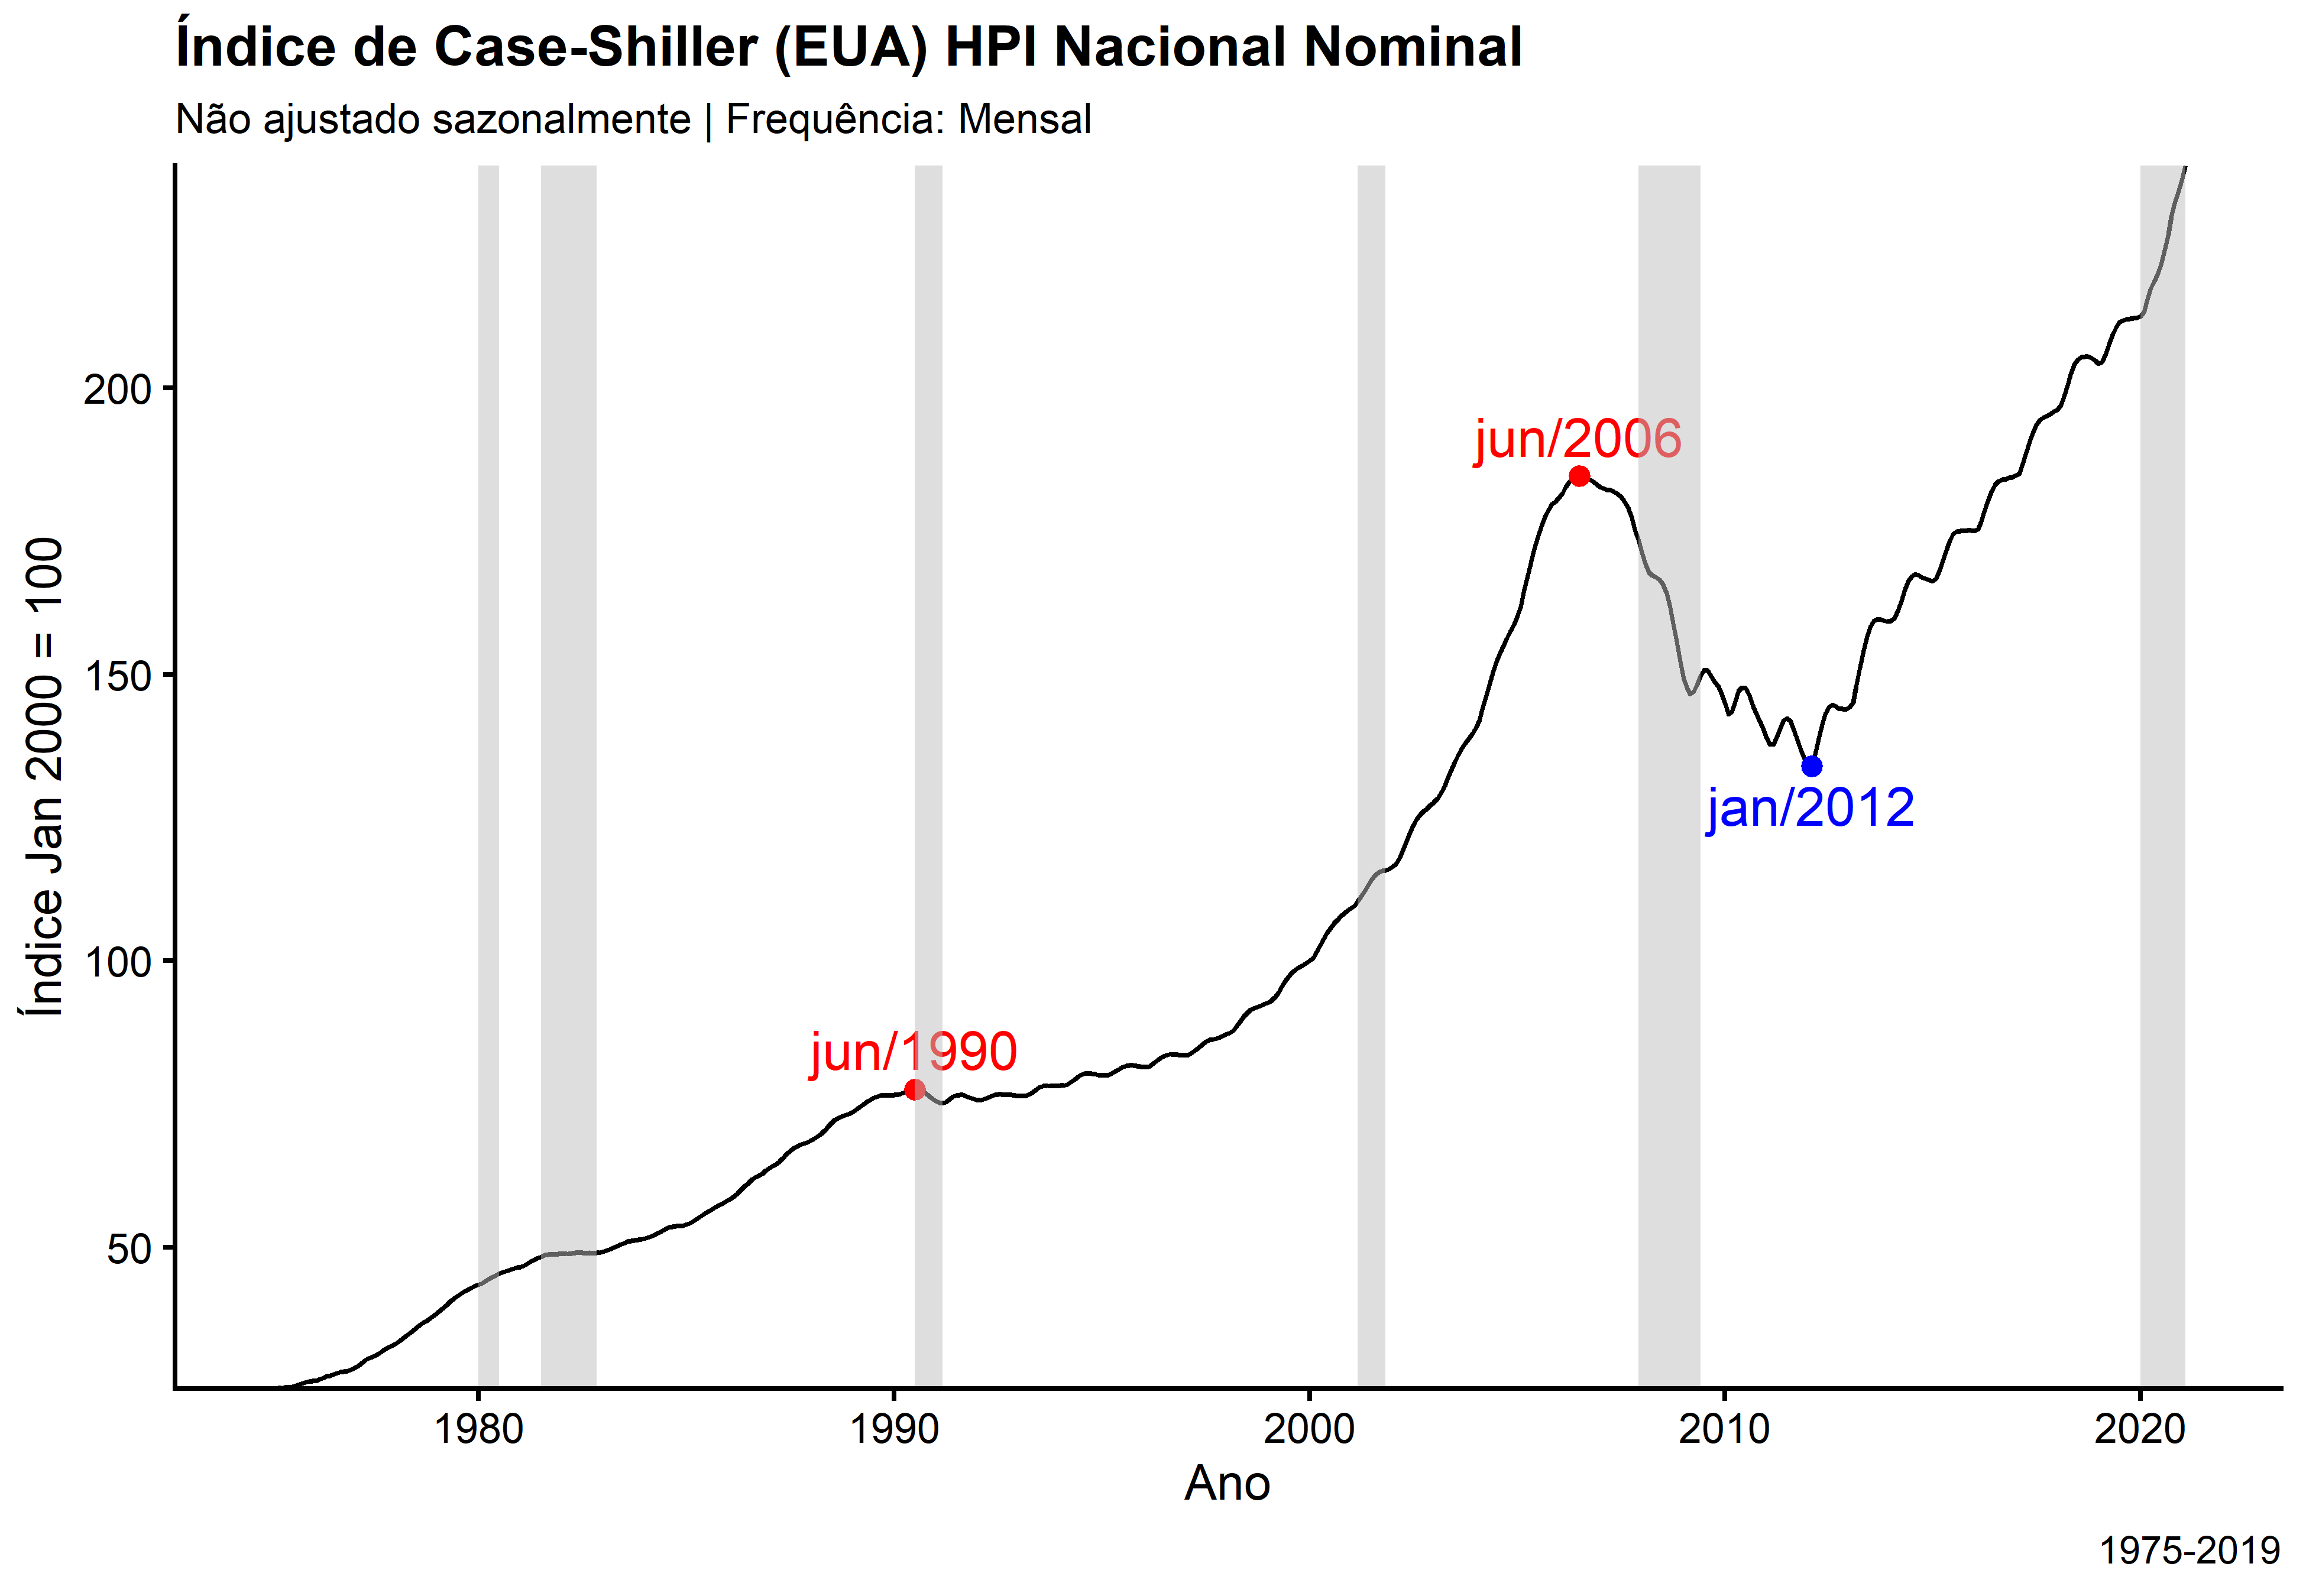 Índice de Case-Shiller (EUA) HPI Nacional Nominal
Não ajustado sazonalmente | Frequência: Mensal
Índice Jan 2000 = 100
200
150
100
50
jun/2006
jan/2012
jun/1990
1980
1990
2000
2010
2020
Ano
1975-2019